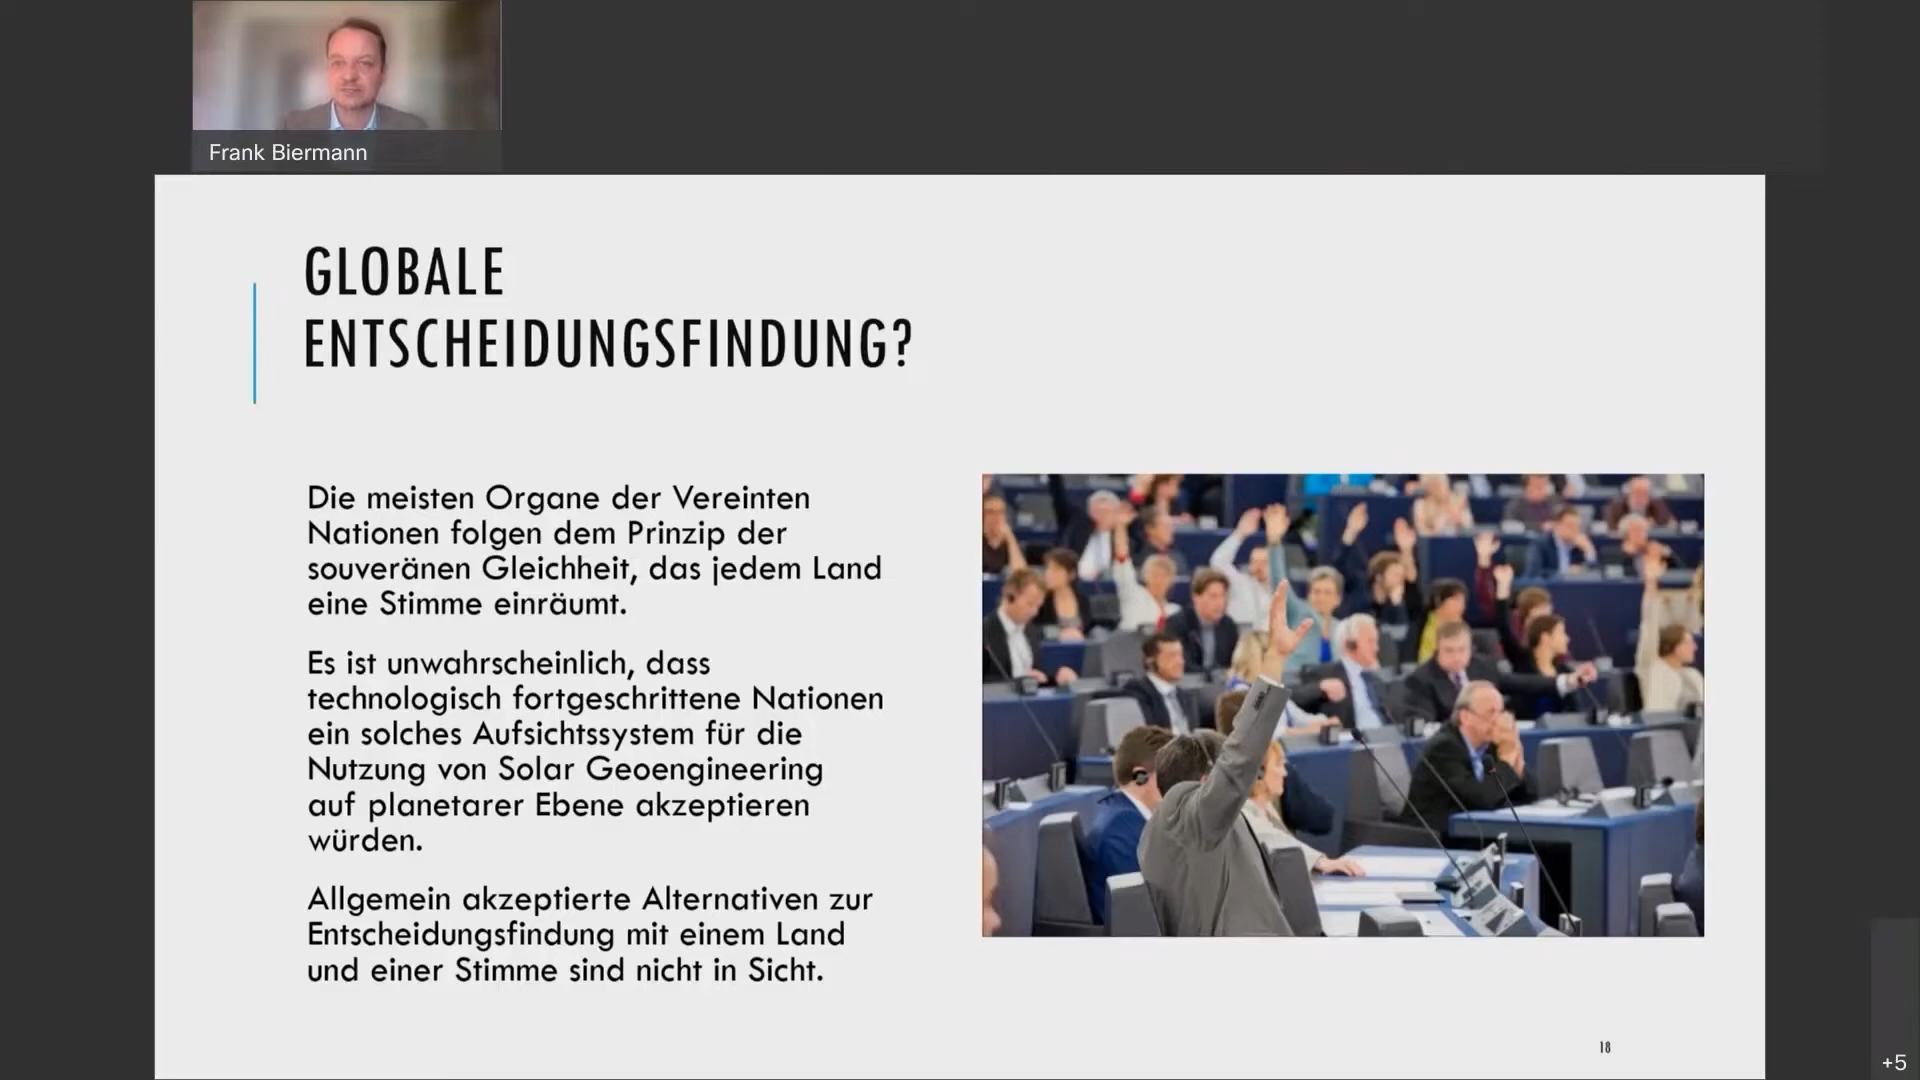 Frank Biermann
GLOBALE
ENTSCHEIDUNGSFINDUNG?
Die meisten Organe der Vereinten
Nationen folgen dem Prinzip der
souveränen Gleichheit, das jedem Land
eine Stimme einräumt.
Es ist unwahrscheinlich, dass
technologisch fortgeschrittene Nationen
ein solches Aufsichtssystem für die
Nutzung von Solar Geoengineering
auf planetarer Ebene akzeptieren
würden.
Allgemein akzeptierte Alternativen zur
Entscheidungsfindung mit einem Land
und einer Stimme sind nicht in Sicht.
18
+5